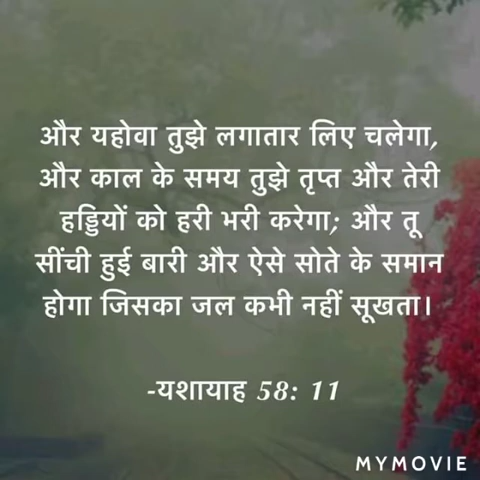 और यहोवा तुझे लगातार लिए चलेगा,
और काल के समय तुझे तृप्त और तेरी
हड्डियों को हरी भरी करेगा; और तू
सींची हुई बारी और ऐसे सोते के समान
होगा जिसका जल कभी नहीं सूखता।
-यशायाह 58: 11
MYMOVIE